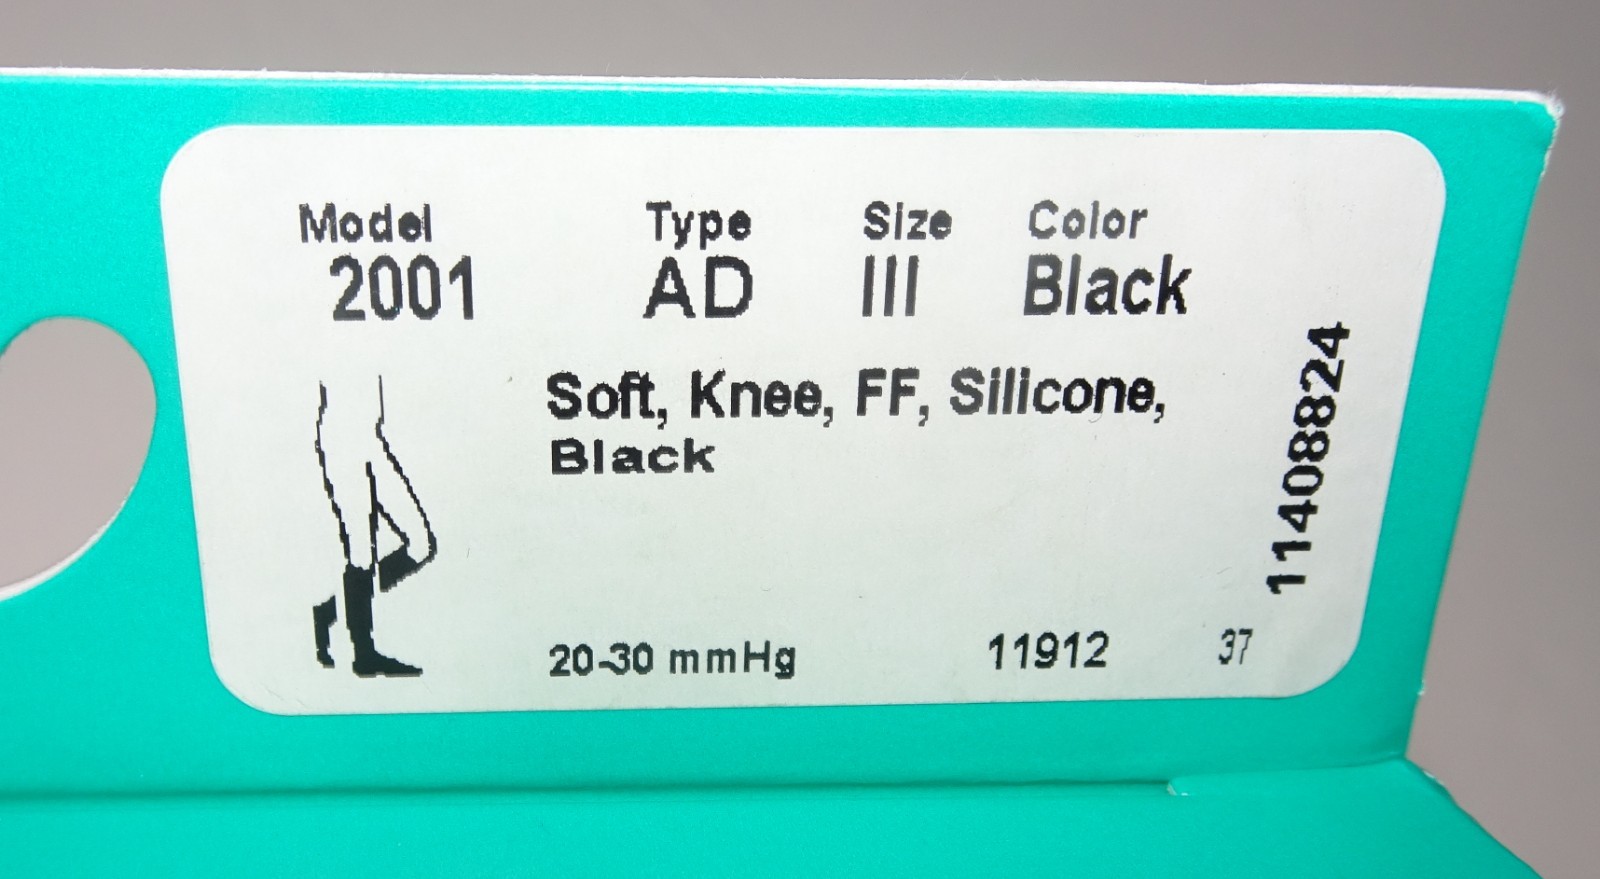 Model Type Size Color
2001 AD III Black
Soft, Knee, FF, Silicone,
Black
20-30 mmHg 11912 37
11408824